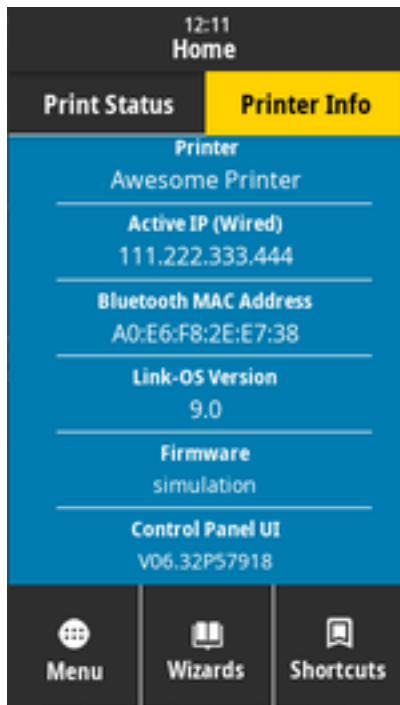 12:11
Home
Print Status
Printer Info
Printer
Awesome Printer
Active IP (Wired)
111.222.333.444
Bluetooth MAC Address
A0:E6:F8:2E:E7:38
Link-OS Version
9.0
Firmware
simulation
Control Panel UI
V06.32P57918
Menu
Wizards
Shortcuts